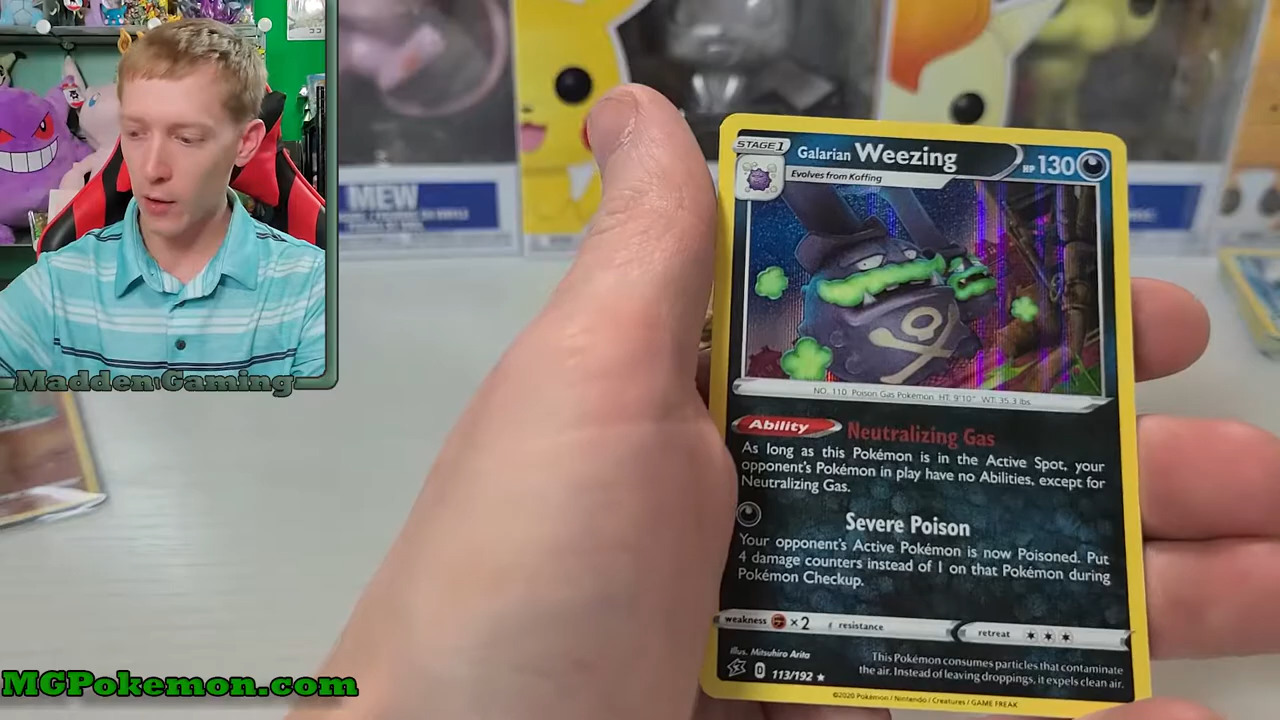 MEW
STAGE 1
Galarian Weezing
HP 130
Evolves from Koffing
NO. 110 Poison Gas Pokémon HT: 9'10" WT: 35.3 lbs
Ability Neutralizing Gas
As long as this Pokémon is in the Active Spot, your
opponent's Pokémon in play have no Abilities, except for
Neutralizing Gas.
Severe Poison
Your opponent's Active Pokémon is now Poisoned. Put
4 damage counters instead of 1 on that Pokémon during
Pokémon Checkup.
weakness ×2 resistance retreat
Illus. Mitsuhiro Arita
D 113/192
This Pokémon consumes particles that contaminate
the air. Instead of leaving droppings, it expels clean air.
©2020 Pokémon / Nintendo / Creatures / GAME FREAK
Madden Gaming
MGPokemon.com